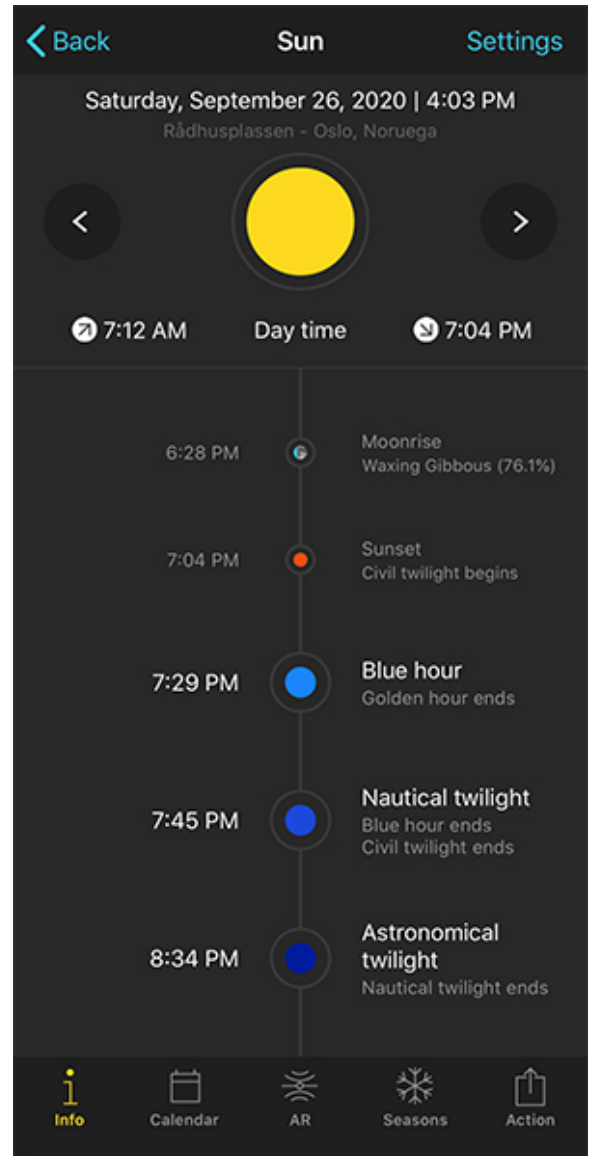 Back Sun Settings
Saturday, September 26, 2020 | 4:03 PM
Rådhusplassen - Oslo, Noruega
7:12 AM Day time 7:04 PM
6:28 PM Moonrise
Waxing Gibbous (76.1%)
7:04 PM Sunset
Civil twilight begins
7:29 PM Blue hour
Golden hour ends
7:45 PM Nautical twilight
Blue hour ends
Civil twilight ends
8:34 PM Astronomical
twilight
Nautical twilight ends
Info Calendar AR Seasons Action